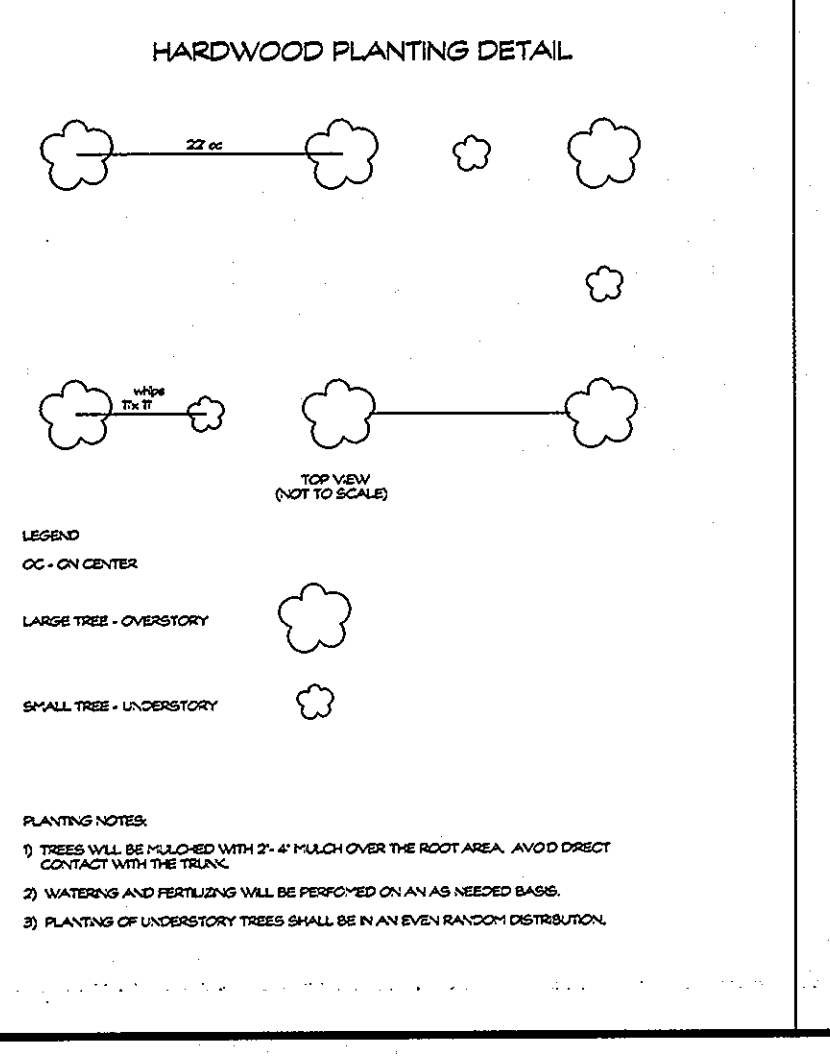 HARDWOOD PLANTING DETAIL
22 oc
whips
11 x 11
TOP VIEW
(NOT TO SCALE)
LEGEND
OC - ON CENTER
LARGE TREE - OVERSTORY
SMALL TREE - UNDERSTORY
PLANTING NOTES:
1) TREES WILL BE MULCHED WITH 2"- 4" MULCH OVER THE ROOT AREA. AVOID DIRECT
CONTACT WITH THE TRUNK.
2) WATERING AND FERTILIZING WILL BE PERFOMED ON AN AS NEEDED BASIS.
3) PLANTING OF UNDERSTORY TREES SHALL BE IN AN EVEN RANDOM DISTRIBUTION.